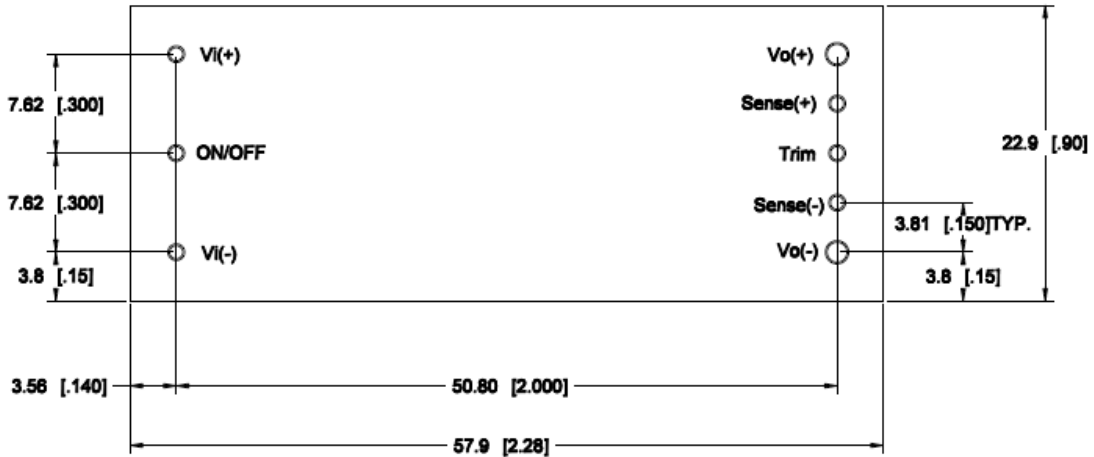 Vi(+)
Vo(+)
7.62 [.300]
Sense(+)
ON/OFF
Trim
22.9 [.90]
7.62 [.300]
Sense(-)
3.81 [.150]TYP.
Vi(-)
Vo(-)
3.8 [.15]
3.8 [.15]
3.56 [.140]
50.80 [2.000]
57.9 [2.28]